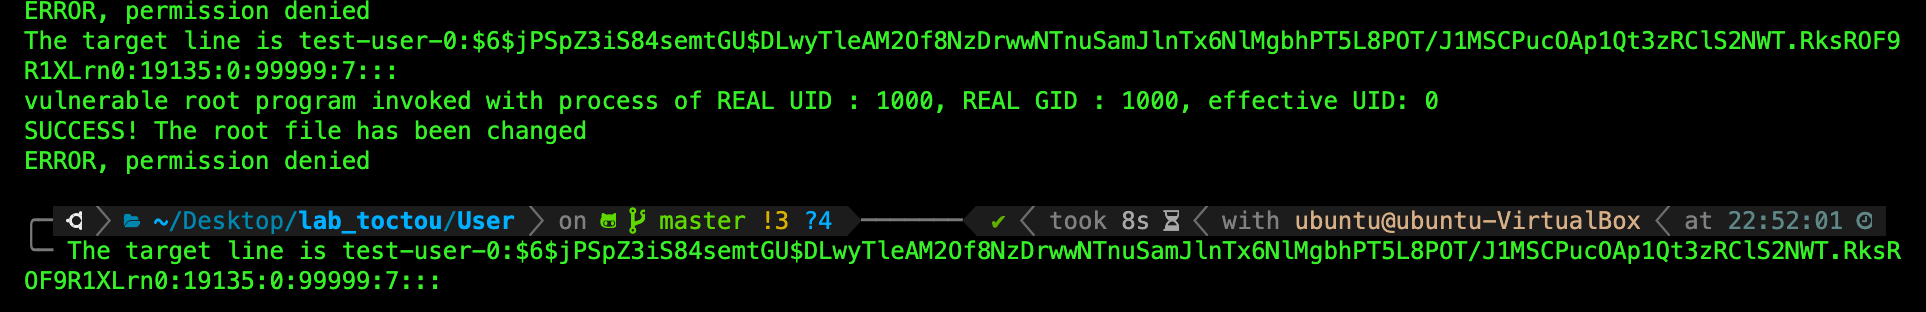 ERROR, permission denied
The target line is test-user-0:$6$jPSpZ3iS84semtGU$DLwyTleAM2Of8NzDrwwNTnuSamJlnTx6NlMgbhPT5L8POT/J1MSCPucOAp1Qt3zRClS2NWT.RksROF9
R1XLrn0:19135:0:99999:7:::
vulnerable root program invoked with process of REAL UID : 1000, REAL GID : 1000, effective UID: 0
SUCCESS! The root file has been changed
ERROR, permission denied
~/Desktop/lab_toctou/User on master !3 ?4 ✔ took 8s with ubuntu@ubuntu-VirtualBox at 22:52:01
The target line is test-user-0:$6$jPSpZ3iS84semtGU$DLwyTleAM2Of8NzDrwwNTnuSamJlnTx6NlMgbhPT5L8POT/J1MSCPucOAp1Qt3zRClS2NWT.RksR
OF9R1XLrn0:19135:0:99999:7:::